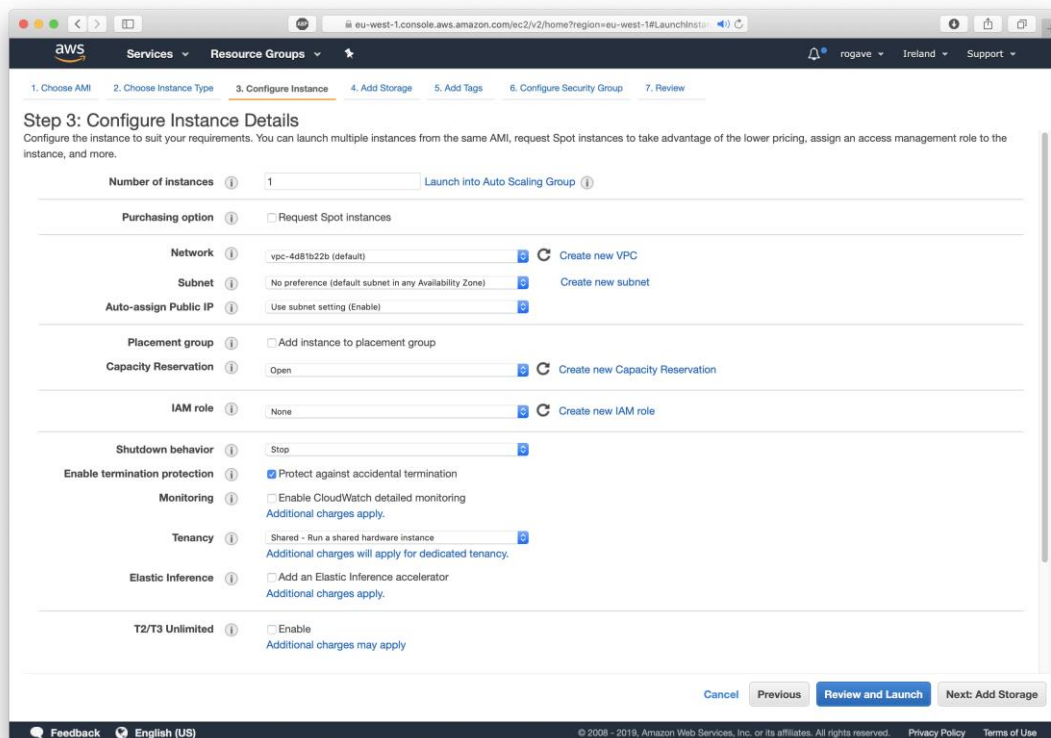 ABP
eu-west-1.console.aws.amazon.com/ec2/v2/home?region=eu-west-1#LaunchInsta
aws Services Resource Groups rogave Ireland Support
1. Choose AMI 2. Choose Instance Type 3. Configure Instance 4. Add Storage 5. Add Tags 6. Configure Security Group 7. Review
Step 3: Configure Instance Details
Configure the instance to suit your requirements. You can launch multiple instances from the same AMI, request Spot instances to take advantage of the lower pricing, assign an access management role to the
instance, and more.
Number of instances 1 Launch into Auto Scaling Group
Purchasing option Request Spot instances
Network vpc-4d81b22b (default) Create new VPC
Subnet No preference (default subnet in any Availability Zone) Create new subnet
Auto-assign Public IP Use subnet setting (Enable)
Placement group Add instance to placement group
Capacity Reservation Open Create new Capacity Reservation
IAM role None Create new IAM role
Shutdown behavior Stop
Enable termination protection Protect against accidental termination
Monitoring Enable CloudWatch detailed monitoring
Additional charges apply.
Tenancy Shared - Run a shared hardware instance
Additional charges will apply for dedicated tenancy.
Elastic Inference Add an Elastic Inference accelerator
Additional charges apply.
T2/T3 Unlimited Enable
Additional charges may apply
Cancel Previous Review and Launch Next: Add Storage
Feedback English (US) © 2008 - 2019, Amazon Web Services, Inc. or its affiliates. All rights reserved. Privacy Policy Terms of Use